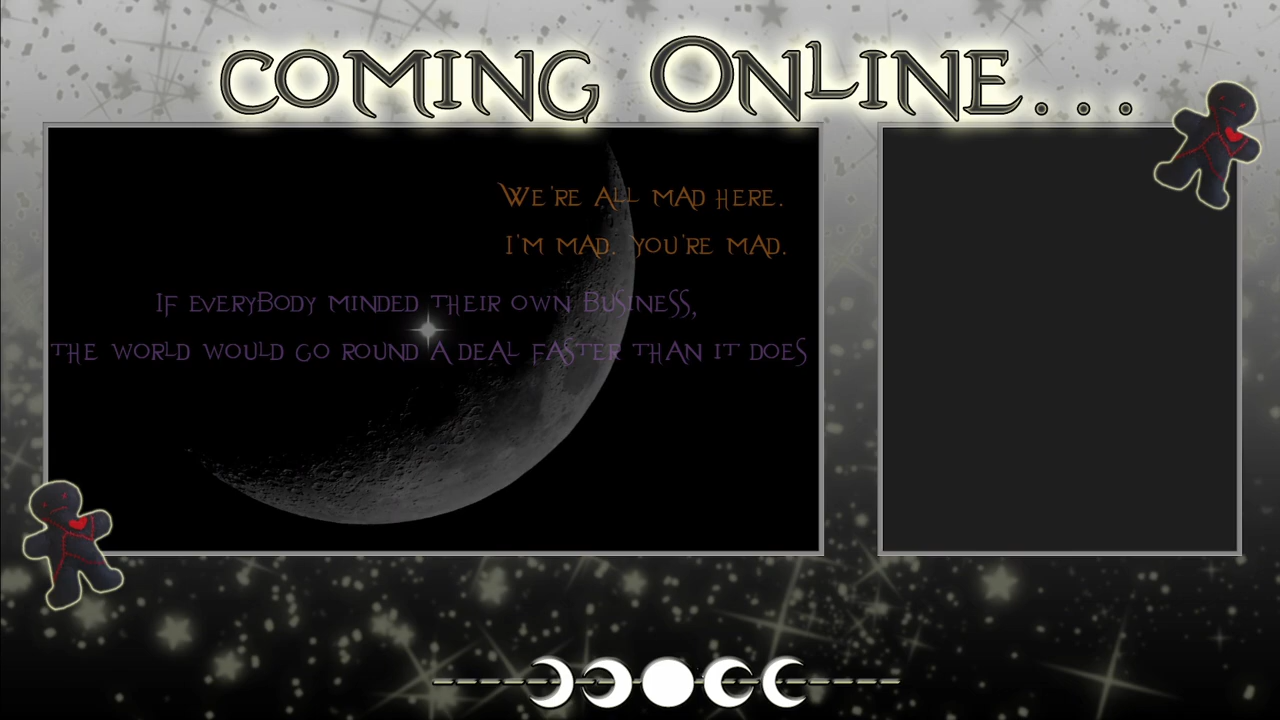 COMING ONLINE...
WE'RE ALL MAD HERE.
I'M MAD. YOU'RE MAD.
IF EVERYBODY MINDED THEIR OWN BUSINESS,
THE WORLD WOULD GO ROUND A DEAL FASTER THAN IT DOES